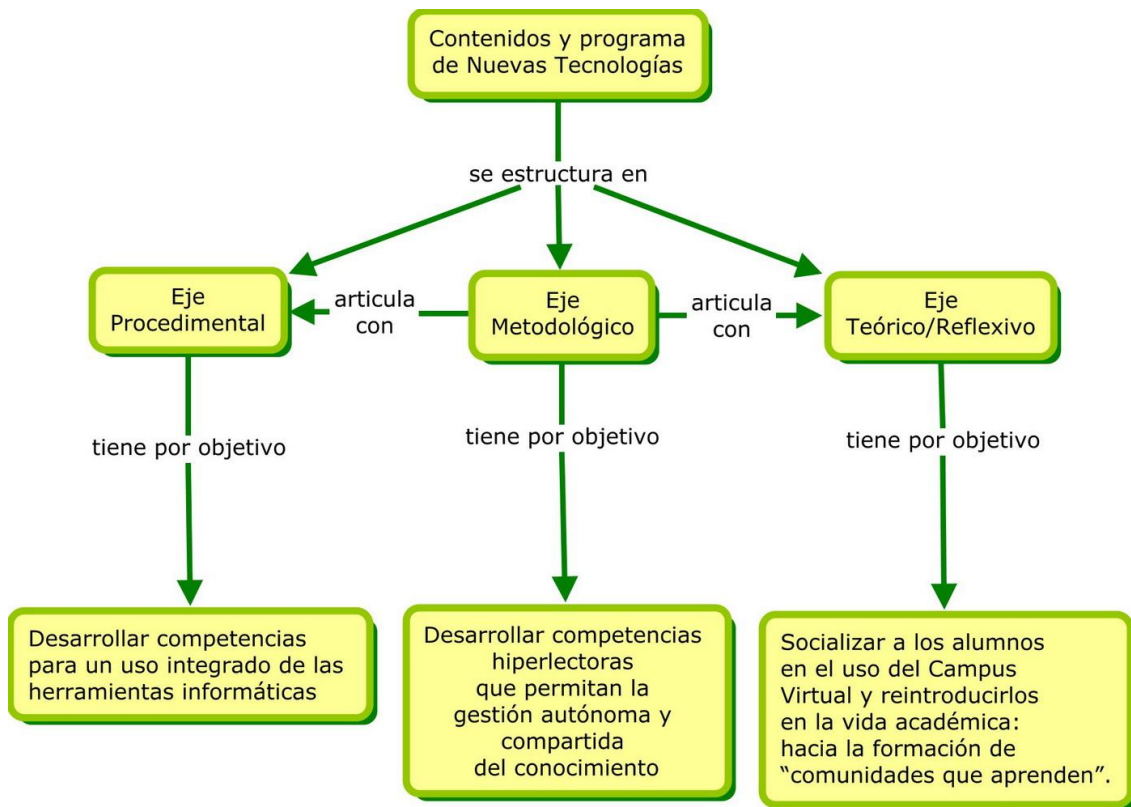 Contenidos y programa
de Nuevas Tecnologías
se estructura en
Eje
Procedimental
articula
con
Eje
Metodológico
articula
con
Eje
Teórico/Reflexivo
tiene por objetivo
tiene por objetivo
tiene por objetivo
Desarrollar competencias
para un uso integrado de las
herramientas informáticas
Desarrollar competencias
hiperlectoras
que permitan la
gestión autónoma y
compartida
del conocimiento
Socializar a los alumnos
en el uso del Campus
Virtual y reintroducirlos
en la vida académica:
hacia la formación de
“comunidades que aprenden”.